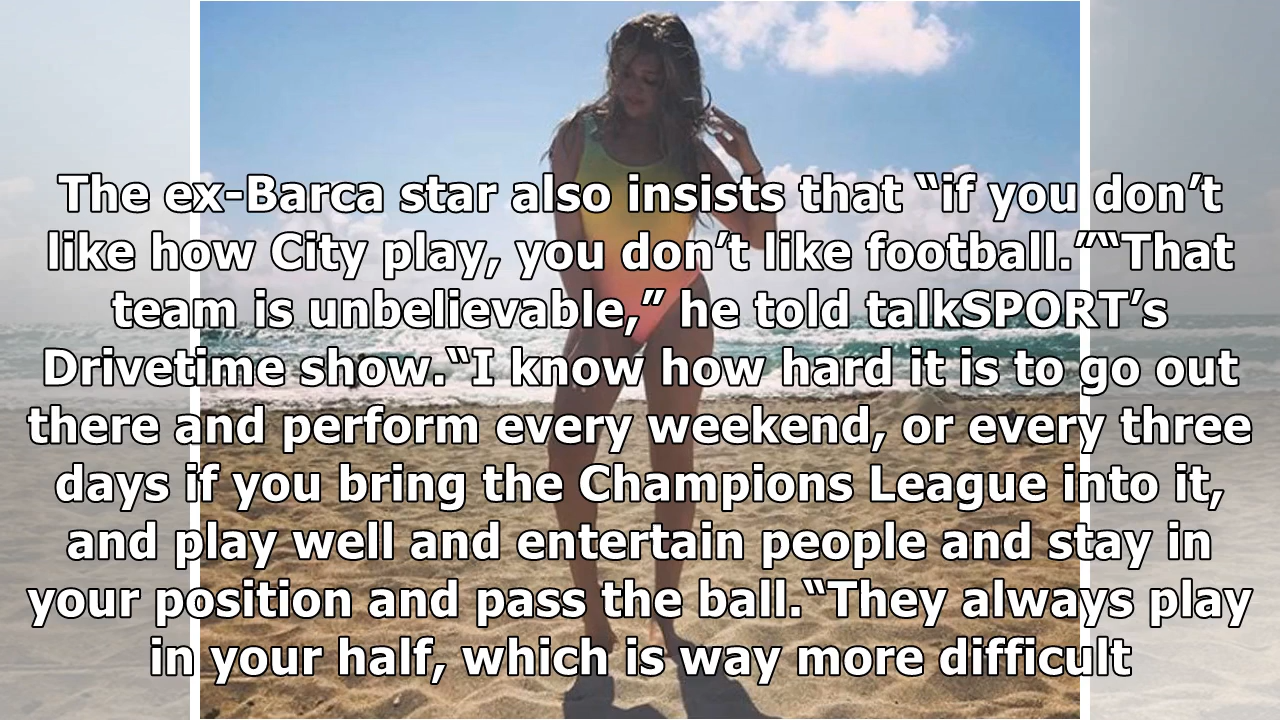 The ex-Barca star also insists that “if you don’t
like how City play, you don’t like football.”“That
team is unbelievable,” he told talkSPORT’s
Drivetime show.“I know how hard it is to go out
there and perform every weekend, or every three
days if you bring the Champions League into it,
and play well and entertain people and stay in
your position and pass the ball.“They always play
in your half, which is way more difficult